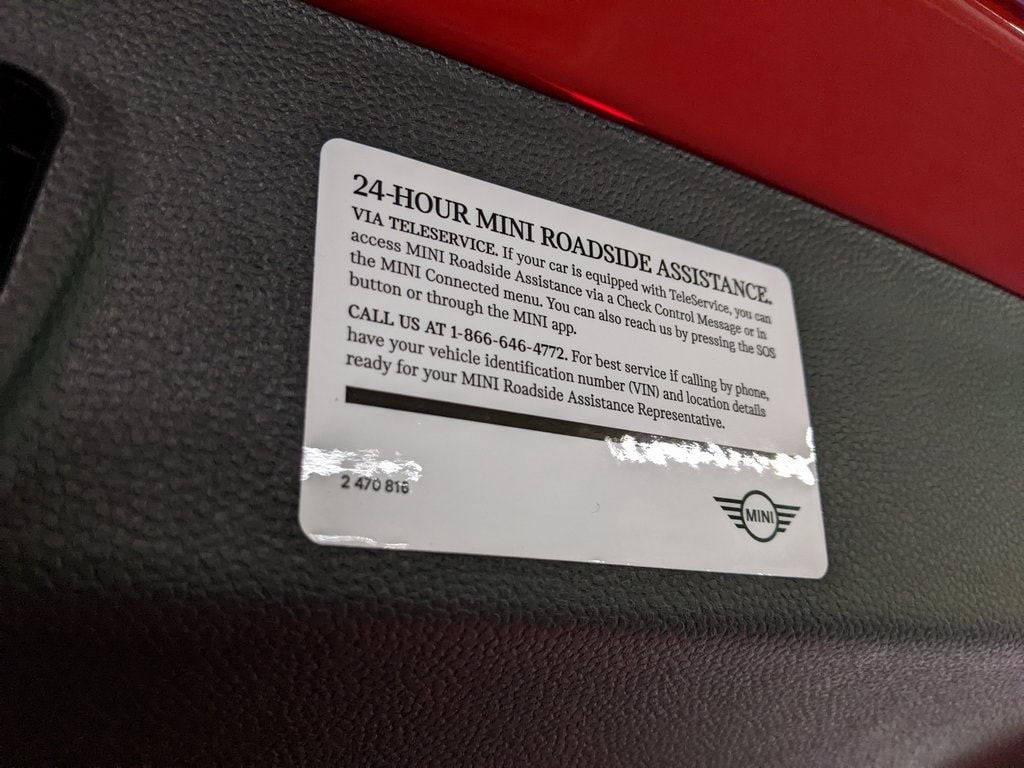 24-HOUR MINI ROADSIDE ASSISTANCE.
VIA TELESERVICE. If your car is equipped with TeleService, you can
access MINI Roadside Assistance via a Check Control Message or in
the MINI Connected menu. You can also reach us by pressing the SOS
button or through the MINI app.
CALL US AT 1-866-646-4772. For best service if calling by phone,
have your vehicle identification number (VIN) and location details
ready for your MINI Roadside Assistance Representative.
2 470 816
MINI